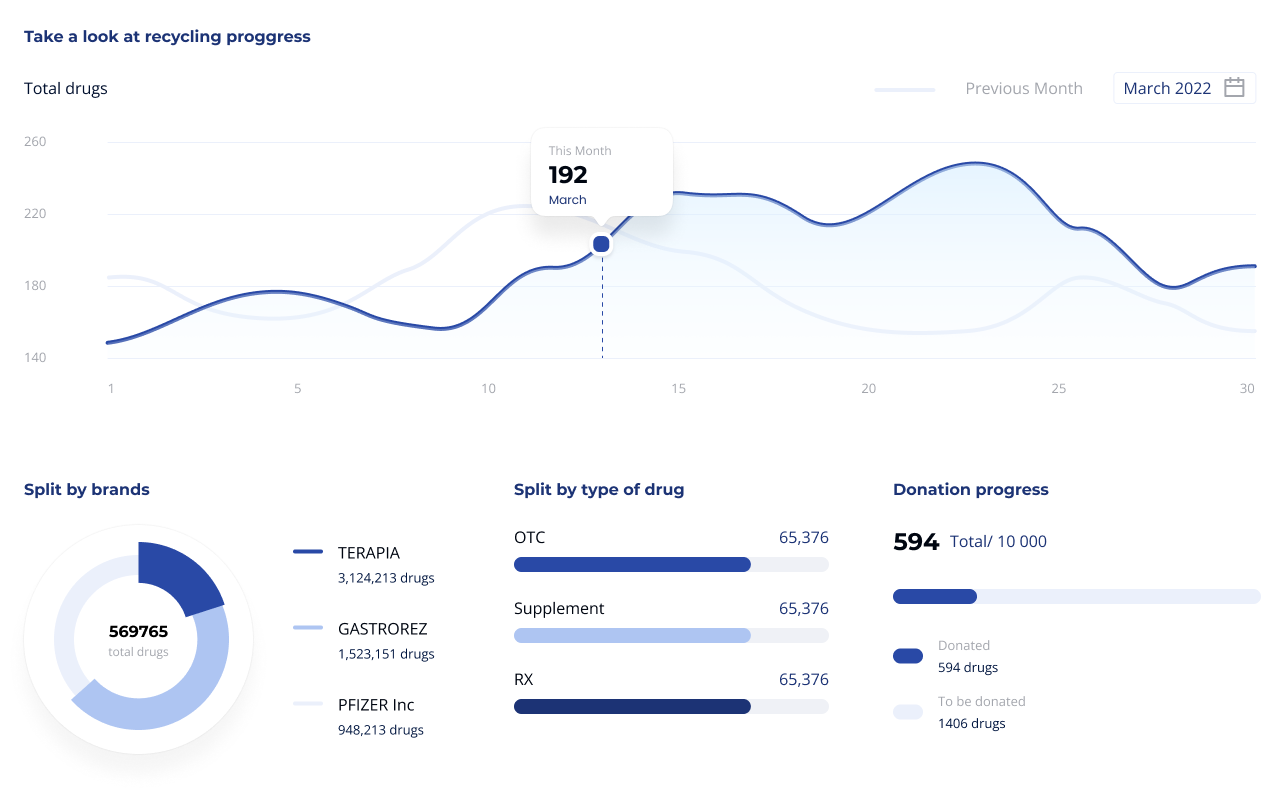 Take a look at recycling proggress
Total drugs
Previous Month
March 2022
260
220
180
140
This Month
192
March
1 5 10 15 20 25 30
Split by brands
569765
total drugs
TERAPIA
3,124,213 drugs
GASTROREZ
1,523,151 drugs
PFIZER Inc
948,213 drugs
Split by type of drug
OTC 65,376
Supplement 65,376
RX 65,376
Donation progress
594 Total/ 10 000
Donated
594 drugs
To be donated
1406 drugs